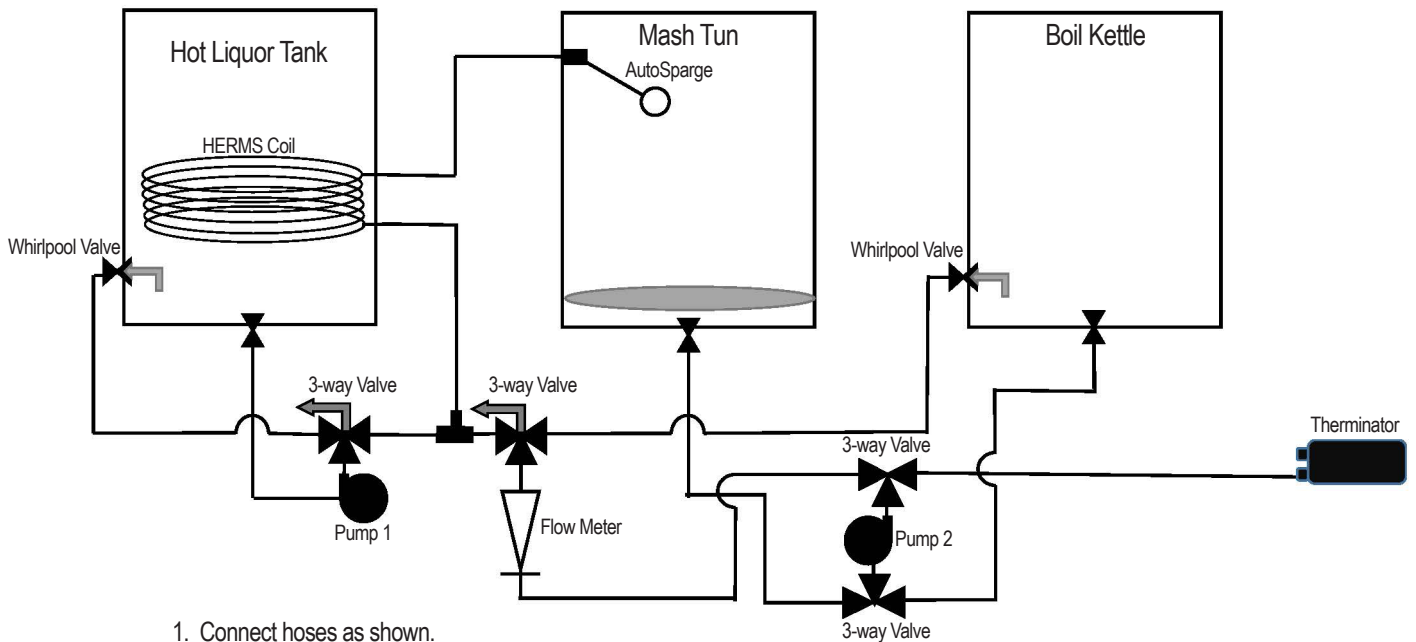 Hot Liquor Tank
Mash Tun
Boil Kettle
AutoSparge
HERMS Coil
Whirlpool Valve
Whirlpool Valve
3-way Valve
3-way Valve
3-way Valve
Therminator
Pump 1
Flow Meter
Pump 2
3-way Valve
1. Connect hoses as shown.